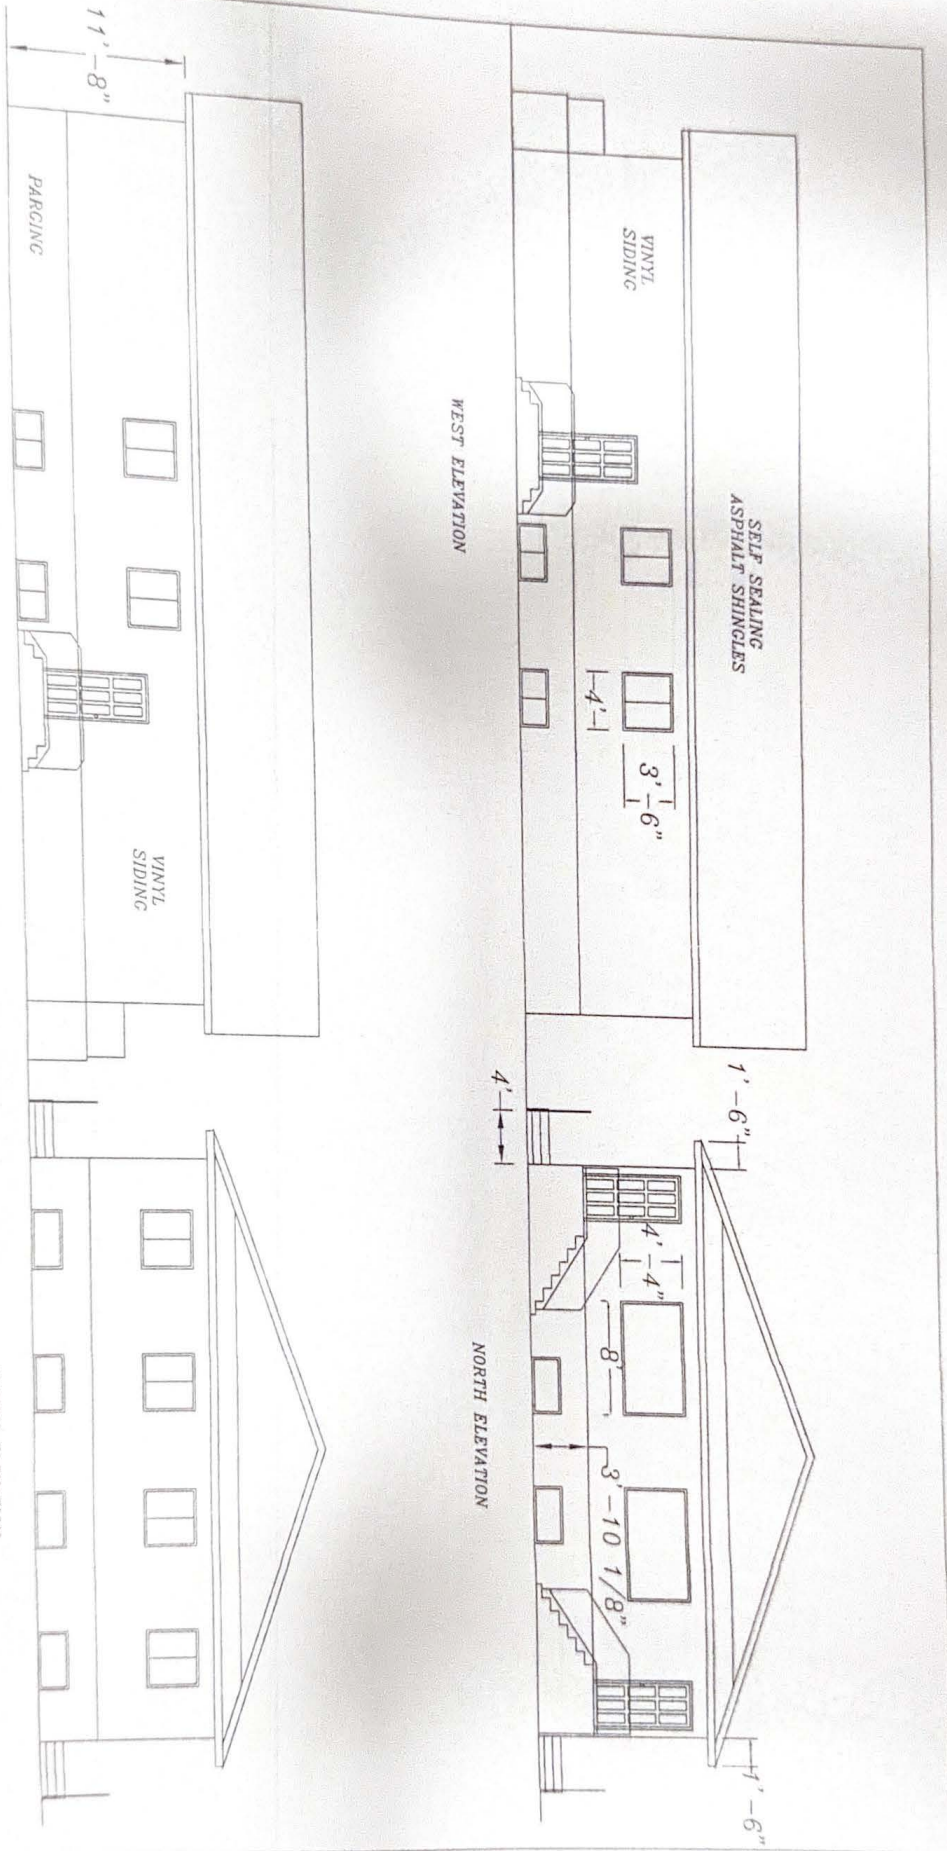 SELF SEALING
ASPHALT SHINGLES
VINYL
SIDING
4'
3'-6"
WEST ELEVATION
1'-6"
1'-6"
4'-4"
8'
3'-10 1/8"
4'
NORTH ELEVATION
11'-8"
PARGING
VINYL
SIDING